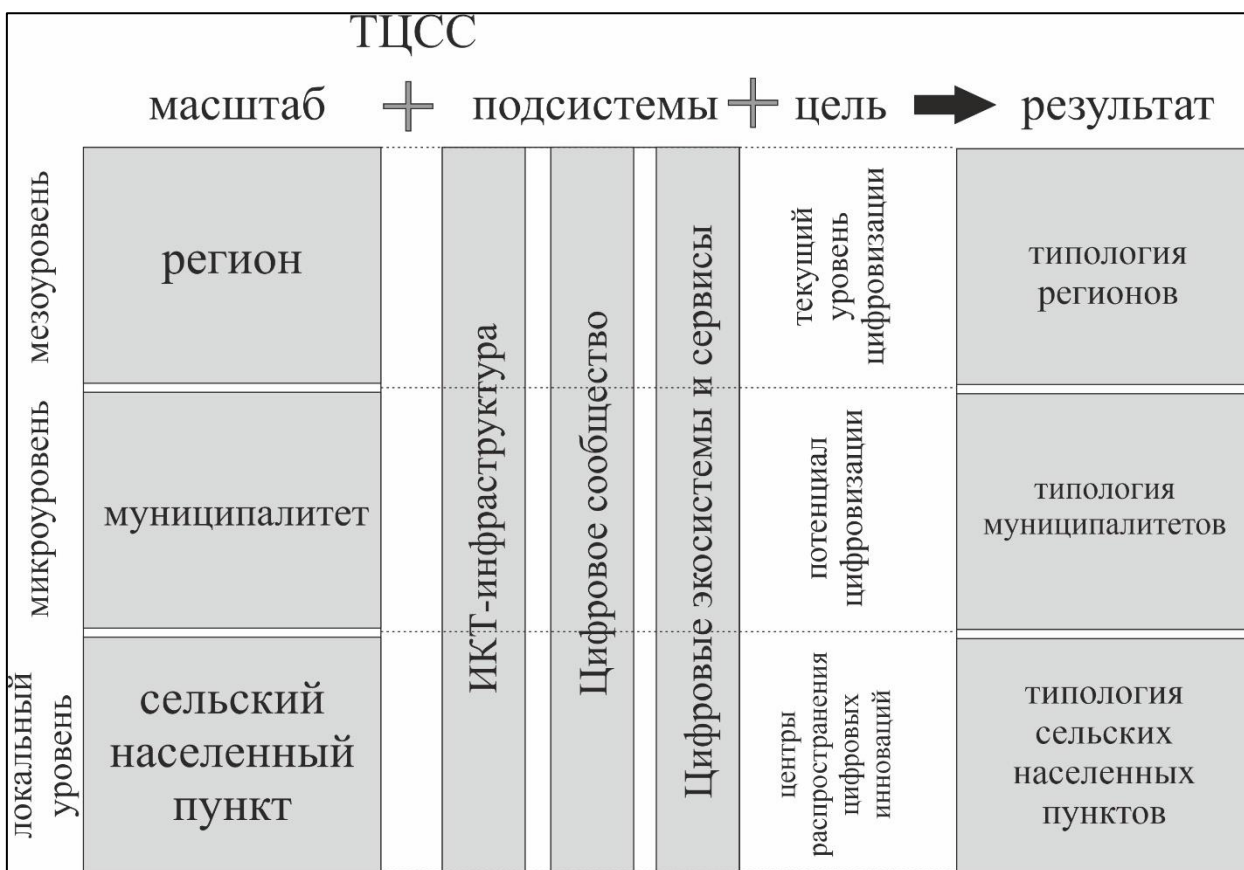 ТЦСС
масштаб + подсистемы + цель результат
мезоуровень
регион
текущий
уровень
цифровизации
типология
регионов
микроуровень
муниципалитет
потенциал
цифровизации
типология
муниципалитетов
локальный
уровень
сельский
населенный
пункт
ИКТ-инфраструктура
Цифровое сообщество
Цифровые экосистемы и сервисы
центры
распространения
цифровых
инноваций
типология
сельских
населенных
пунктов